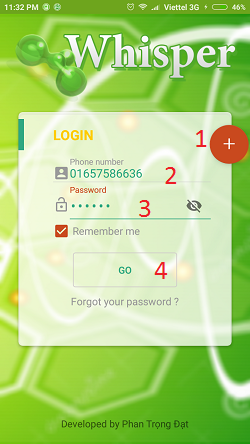 11:32 PM ... Viettel 3G 46%
Whisper
LOGIN
1
+
Phone number
01657586636
2
Password
••••••
3
Remember me
GO
4
Forgot your password ?
Developed by Phan Trọng Đạt